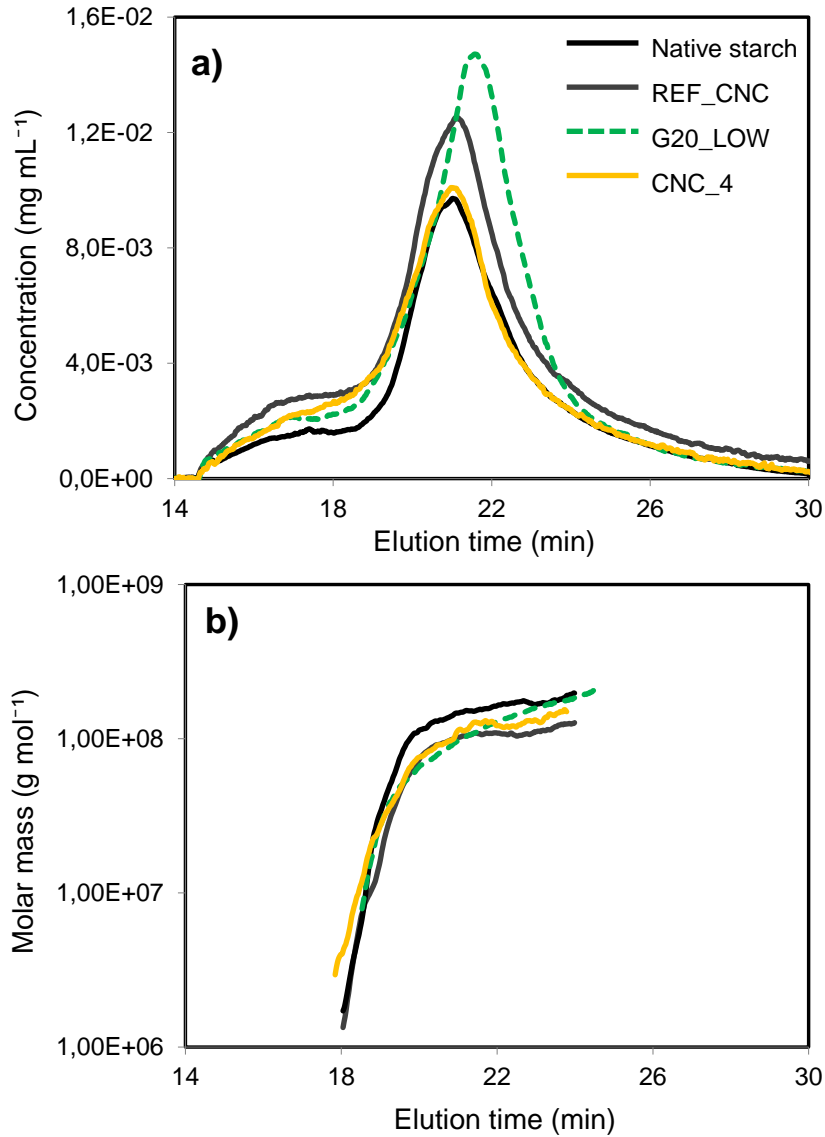 1,6E-02
a)
Native starch
REF_CNC
G20_LOW
CNC_4
1,2E-02
8,0E-03
4,0E-03
0,0E+00
Concentration (mg mL⁻¹)
14
18
22
26
30
Elution time (min)
1,00E+09
b)
1,00E+08
1,00E+07
1,00E+06
Molar mass (g mol⁻¹)
14
18
22
26
30
Elution time (min)